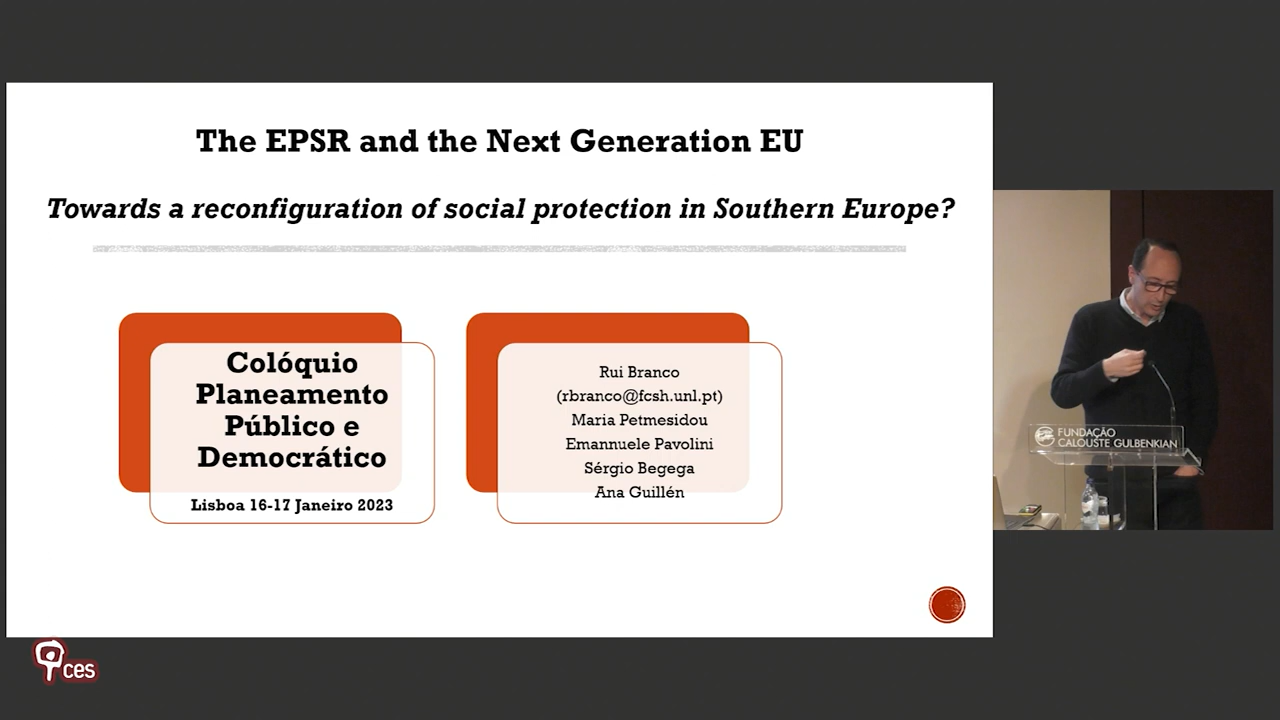 The EPSR and the Next Generation EU
Towards a reconfiguration of social protection in Southern Europe?
Colóquio
Planeamento
Público e
Democrático
Lisboa 16-17 Janeiro 2023
Rui Branco
(rbranco@fcsh.unl.pt)
Maria Petmesidou
Emannuele Pavolini
Sérgio Begega
Ana Guillén
FUNDAÇÃO
CALOUSTE GULBENKIAN
ces